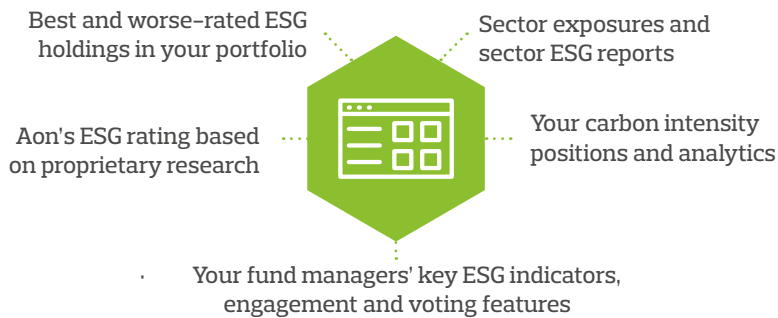 Best and worse-rated ESG
holdings in your portfolio
Sector exposures and
sector ESG reports
Aon’s ESG rating based
on proprietary research
Your carbon intensity
positions and analytics
· Your fund managers’ key ESG indicators,
engagement and voting features